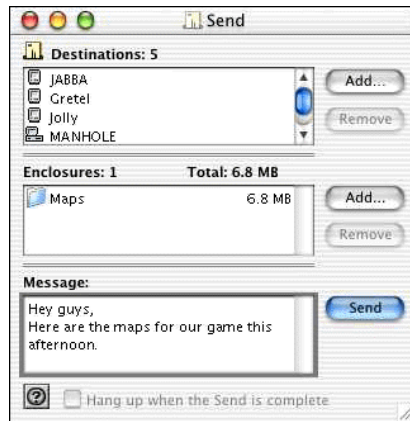 Send
Destinations: 5
JABBA
Add...
Gretel
Jolly
Remove
MANHOLE
Enclosures: 1 Total: 6.8 MB
Maps 6.8 MB
Add...
Remove
Message:
Hey guys,
Here are the maps for our game this
afternoon.
Send
? Hang up when the Send is complete